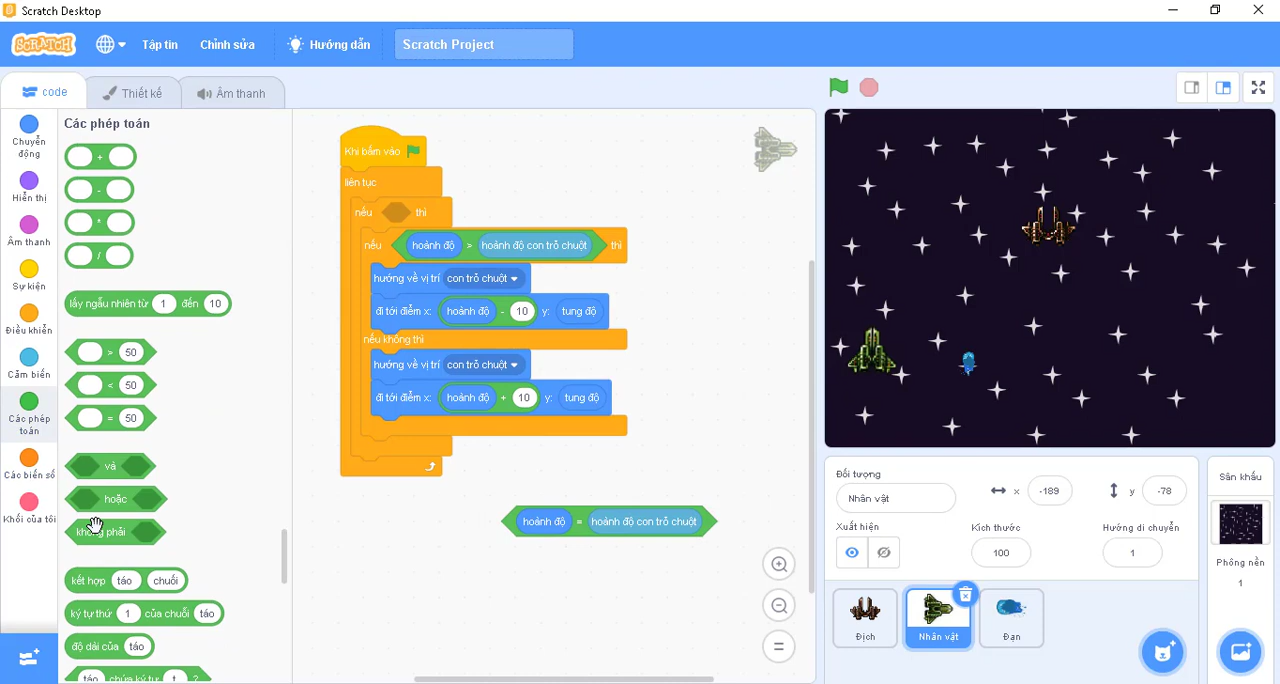 Scratch Desktop
SCRATCH
Tập tin
Chỉnh sửa
Hướng dẫn
Scratch Project
code
Thiết kế
Âm thanh
Chuyển động
Hiển thị
Âm thanh
Sự kiện
Điều khiển
Cảm biến
Các phép toán
Các biến số
Khối của tôi
Các phép toán
+
-
*
/
lấy ngẫu nhiên từ 1 đến 10
> 50
< 50
= 50
và
hoặc
không phải
kết hợp táo chuối
ký tự thứ 1 của chuỗi táo
độ dài của táo
táo chứa ký tự t ?
Khi bấm vào
liên tục
nếu thì
nếu hoành độ > hoành độ con trỏ chuột thì
hướng về vị trí con trỏ chuột
đi tới điểm x: hoành độ - 10 y: tung độ
nếu không thì
hướng về vị trí con trỏ chuột
đi tới điểm x: hoành độ + 10 y: tung độ
hoành độ = hoành độ con trỏ chuột
Đối tượng
Nhân vật
x -189
y -78
Xuất hiện
Kích thước
100
Hướng di chuyển
1
Địch
Nhân vật
Đạn
Sân khấu
Phông nền
1